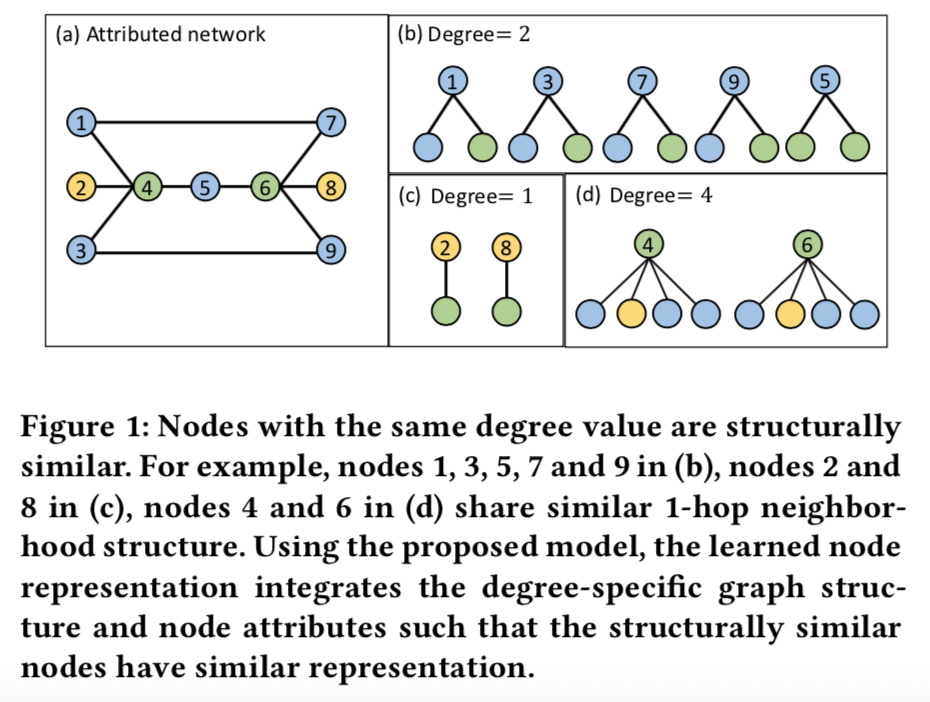 (a) Attributed network
1
7
2
4
5
6
8
3
9
(b) Degree= 2
1
3
7
9
5
(c) Degree= 1
2
8
(d) Degree= 4
4
6
Figure 1: Nodes with the same degree value are structurally
similar. For example, nodes 1, 3, 5, 7 and 9 in (b), nodes 2 and
8 in (c), nodes 4 and 6 in (d) share similar 1-hop neighbor-
hood structure. Using the proposed model, the learned node
representation integrates the degree-specific graph struc-
ture and node attributes such that the structurally similar
nodes have similar representation.